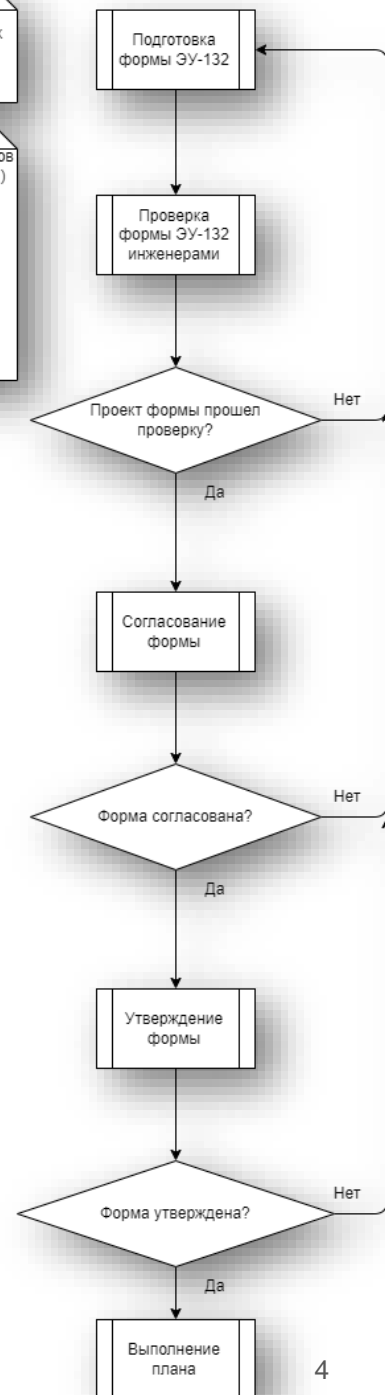 Подготовка
формы ЭУ-132
Проверка
формы ЭУ-132
инженерами
Проект формы прошел
проверку?
Нет
Да
Согласование
формы
Форма согласована?
Нет
Да
Утверждение
формы
Форма утверждена?
Нет
Да
Выполнение
плана
4